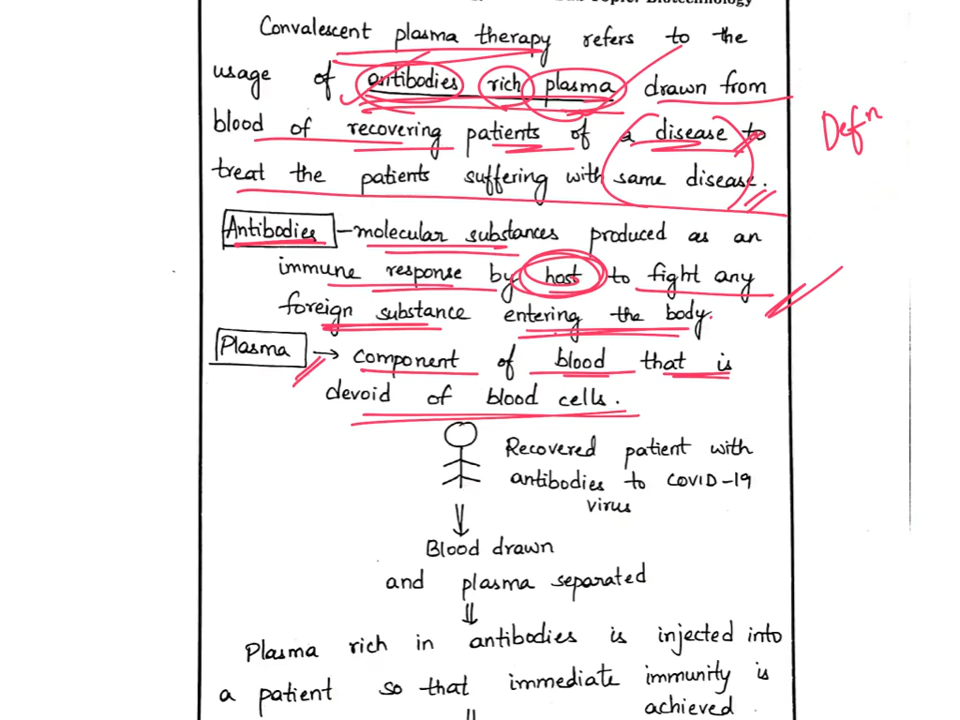 Biotechnology
Convalescent plasma therapy refers to the
usage of antibodies rich plasma drawn from
blood of recovering patients of a disease to
treat the patients suffering with same disease.
Defn
Antibodies - molecular substances produced as an
immune response by host to fight any
foreign substance entering the body.
Plasma → component of blood that is
devoid of blood cells.
Recovered patient with
antibodies to COVID-19
virus
Blood drawn
and plasma separated
Plasma rich in antibodies is injected into
a patient so that immediate immunity is
achieved